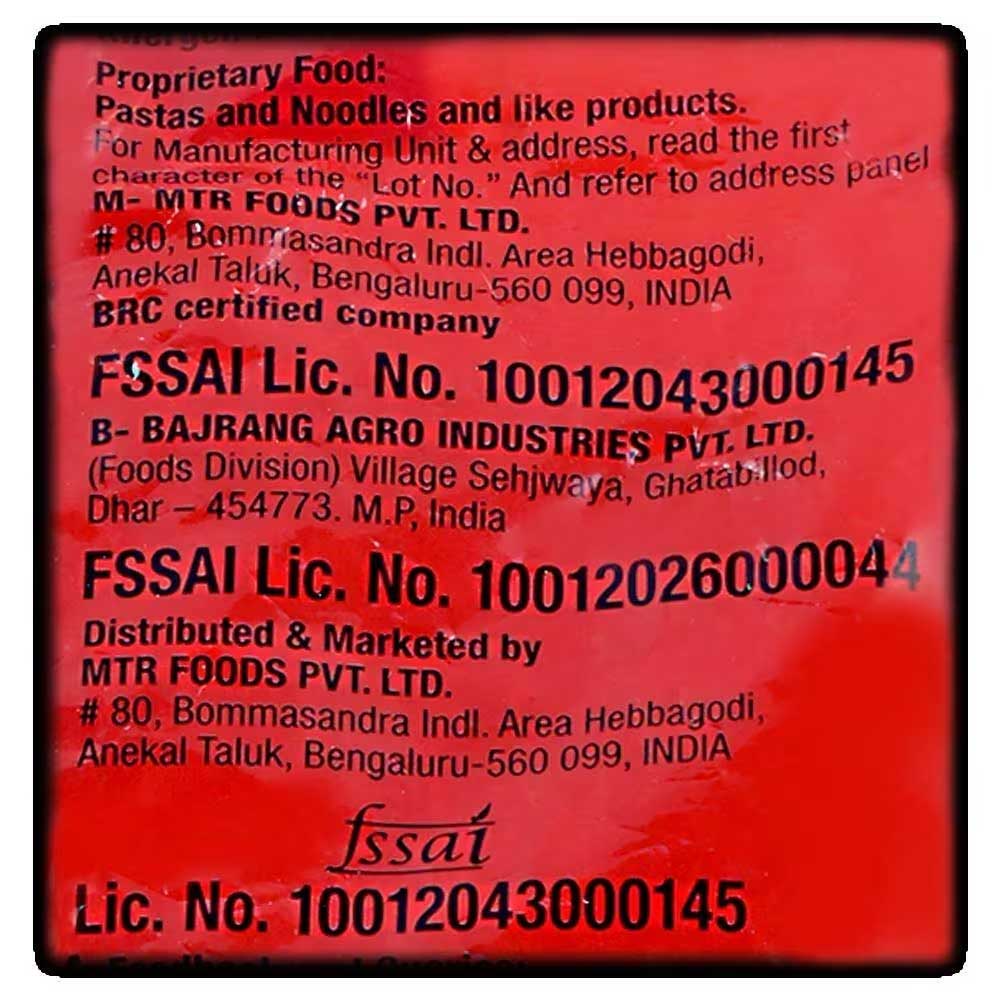 Proprietary Food:
Pastas and Noodles and like products.
For Manufacturing Unit & address, read the first
character of the "Lot No." And refer to address panel
M- MTR FOODS PVT. LTD.
# 80, Bommasandra Indl. Area Hebbagodi,
Anekal Taluk, Bengaluru-560 099, INDIA
BRC certified company
FSSAI Lic. No. 10012043000145
B- BAJRANG AGRO INDUSTRIES PVT. LTD.
(Foods Division) Village Sehjwaya, Ghatabillod,
Dhar – 454773. M.P, India
FSSAI Lic. No. 10012026000044
Distributed & Marketed by
MTR FOODS PVT. LTD.
# 80, Bommasandra Indl. Area Hebbagodi,
Anekal Taluk, Bengaluru-560 099, INDIA
fssai
Lic. No. 10012043000145